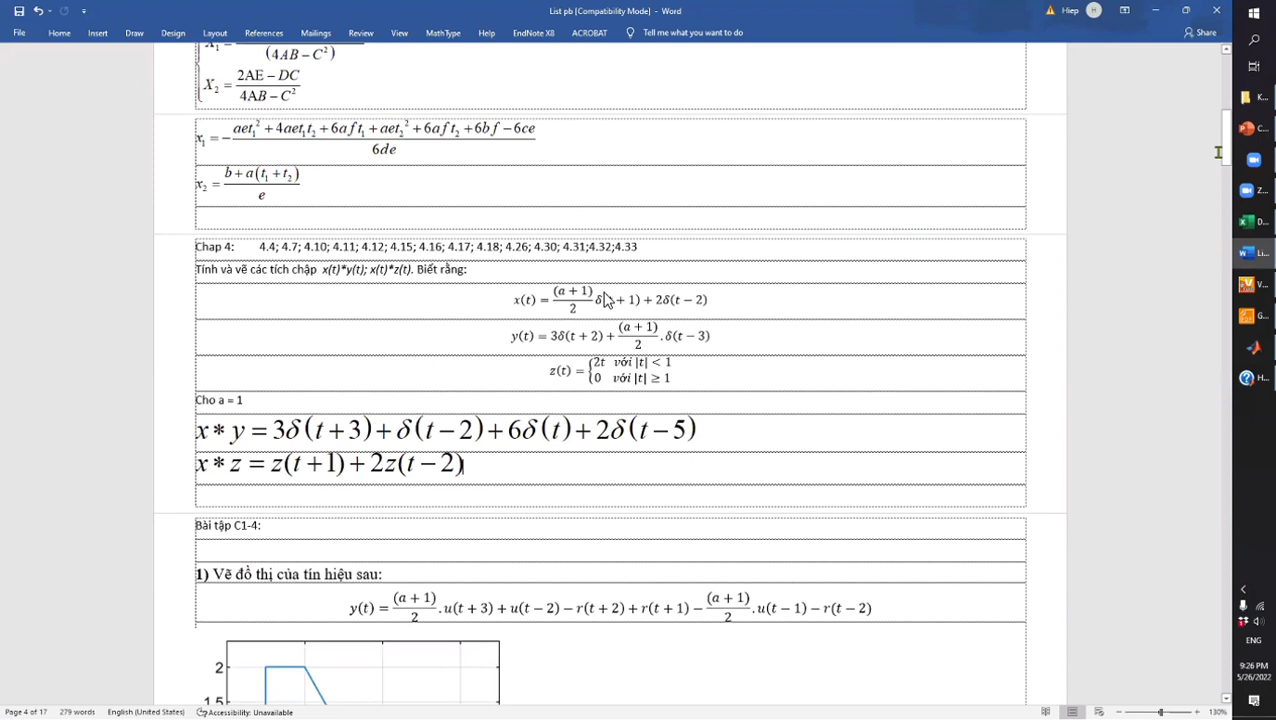 List pb [Compatibility Mode] - Word
Hiep H
File Home Insert Draw Design Layout References Mailings Review View MathType Help EndNote X8 ACROBAT Tell me what you want to do Share
(4AB − C²)
X₂ = (2AE − DC)/(4AB − C²)
x₁ = −(aet₁² + 4aet₁t₂ + 6aft₁ + aet₂² + 6aft₂ + 6bf − 6ce)/(6de)
x₂ = (b + a(t₁ + t₂))/e
Chap 4: 4.4; 4.7; 4.10; 4.11; 4.12; 4.15; 4.16; 4.17; 4.18; 4.26; 4.30; 4.31;4.32;4.33
Tính và vẽ các tích chập x(t)*y(t); x(t)*z(t). Biết rằng:
x(t) = (a + 1)/2 δ( + 1) + 2δ(t − 2)
y(t) = 3δ(t + 2) + (a + 1)/2 . δ(t − 3)
z(t) = {2t với |t| < 1
{0 với |t| ≥ 1
Cho a = 1
x ∗ y = 3δ(t + 3) + δ(t − 2) + 6δ(t) + 2δ(t − 5)
x ∗ z = z(t + 1) + 2z(t − 2)
Bài tập C1-4:
1) Vẽ đồ thị của tín hiệu sau:
y(t) = (a + 1)/2 . u(t + 3) + u(t − 2) − r(t + 2) + r(t + 1) − (a + 1)/2 . u(t − 1) − r(t − 2)
2
1.5
Page 4 of 17 279 words English (United States) Accessibility: Unavailable 130%
K...
C...
Z...
D...
Li...
V...
G...
H...
ENG
9:26 PM
5/26/2022